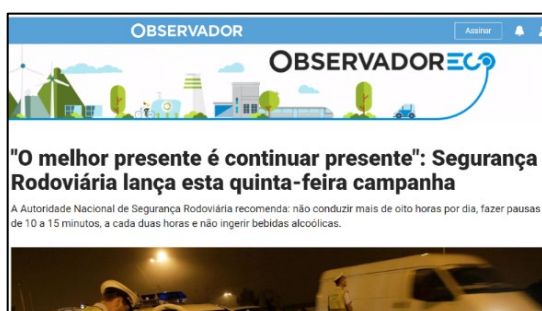 OBSERVADOR
Assinar
OBSERVADORECO
"O melhor presente é continuar presente": Segurança
Rodoviária lança esta quinta-feira campanha
A Autoridade Nacional de Segurança Rodoviária recomenda: não conduzir mais de oito horas por dia, fazer pausas
de 10 a 15 minutos, a cada duas horas e não ingerir bebidas alcoólicas.